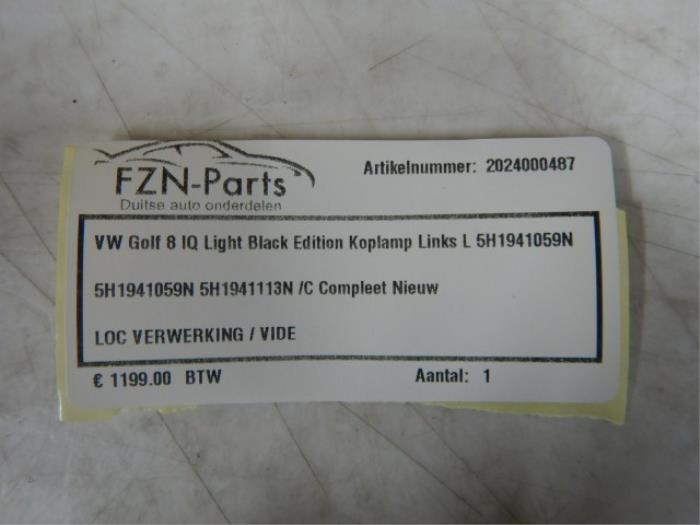 FZN-Parts
Duitse auto onderdelen
Artikelnummer: 2024000487
VW Golf 8 IQ Light Black Edition Koplamp Links L 5H1941059N
5H1941059N 5H1941113N /C Compleet Nieuw
LOC VERWERKING / VIDE
€ 1199.00 BTW Aantal: 1